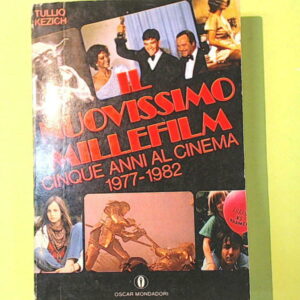 TULLIO
KEZICH
IL
NUOVISSIMO
MILLEFILM
CINQUE ANNI AL CINEMA
1977-1982
OSCAR MONDADORI